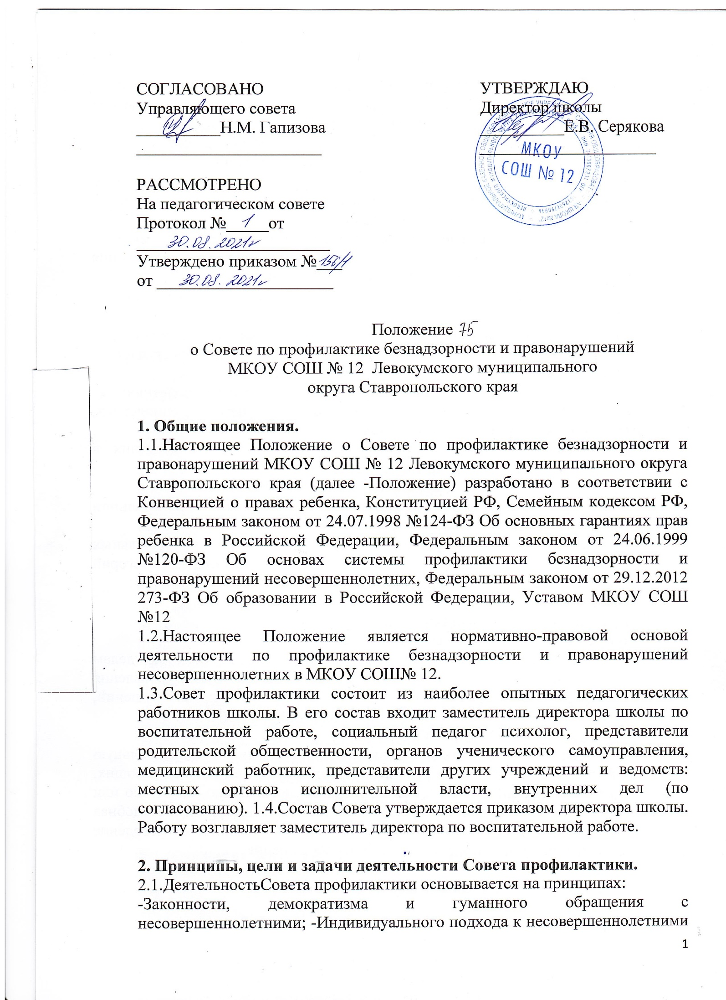 СОГЛАСОВАНО
Управляющего совета
Н.М. Гапизова
РАССМОТРЕНО
На педагогическом совете
Протокол № 1 от
30.08.2021г
Утверждено приказом № 156/1
от 30.08.2021г
УТВЕРЖДАЮ
Директор школы
Е.В. Серякова
МКОУ
СОШ № 12
Положение 75
о Совете по профилактике безнадзорности и правонарушений
МКОУ СОШ № 12 Левокумского муниципального
округа Ставропольского края
1. Общие положения.
1.1.Настоящее Положение о Совете по профилактике безнадзорности и
правонарушений МКОУ СОШ № 12 Левокумского муниципального округа
Ставропольского края (далее -Положение) разработано в соответствии с
Конвенцией о правах ребенка, Конституцией РФ, Семейным кодексом РФ,
Федеральным законом от 24.07.1998 №124-ФЗ Об основных гарантиях прав
ребенка в Российской Федерации, Федеральным законом от 24.06.1999
№120-ФЗ Об основах системы профилактики безнадзорности и
правонарушений несовершеннолетних, Федеральным законом от 29.12.2012
273-ФЗ Об образовании в Российской Федерации, Уставом МКОУ СОШ
№12
1.2.Настоящее Положение является нормативно-правовой основой
деятельности по профилактике безнадзорности и правонарушений
несовершеннолетних в МКОУ СОШ№ 12.
1.3.Совет профилактики состоит из наиболее опытных педагогических
работников школы. В его состав входит заместитель директора школы по
воспитательной работе, социальный педагог психолог, представители
родительской общественности, органов ученического самоуправления,
медицинский работник, представители других учреждений и ведомств:
местных органов исполнительной власти, внутренних дел (по
согласованию). 1.4.Состав Совета утверждается приказом директора школы.
Работу возглавляет заместитель директора по воспитательной работе.
2. Принципы, цели и задачи деятельности Совета профилактики.
2.1.ДеятельностьСовета профилактики основывается на принципах:
-Законности, демократизма и гуманного обращения с
несовершеннолетними; -Индивидуального подхода к несовершеннолетними
1